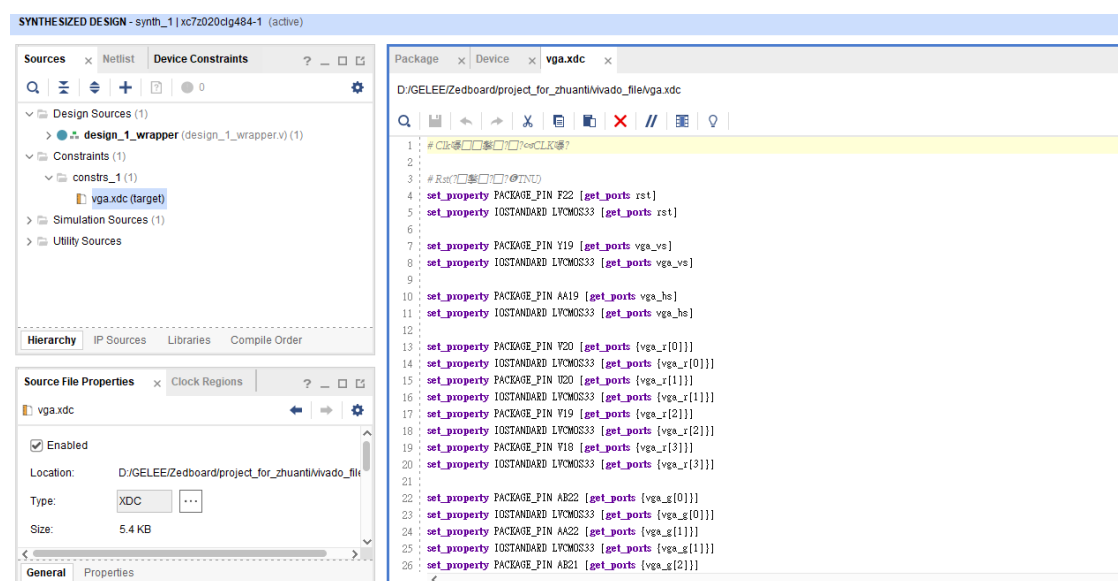 SYNTHESIZED DESIGN - synth_1 | xc7z020clg484-1 (active)
Sources Netlist Device Constraints
0
Design Sources (1)
design_1_wrapper (design_1_wrapper.v) (1)
Constraints (1)
constrs_1 (1)
vga.xdc (target)
Simulation Sources (1)
Utility Sources
Hierarchy IP Sources Libraries Compile Order
Source File Properties Clock Regions
vga.xdc
Enabled
Location: D:/GELEE/Zedboard/project_for_zhuanti/vivado_file
Type: XDC
Size: 5.4 KB
General Properties
Package Device vga.xdc
D:/GELEE/Zedboard/project_for_zhuanti/vivado_file/vga.xdc
1 # Clk
2
3 # Rst
4 set_property PACKAGE_PIN F22 [get_ports rst]
5 set_property IOSTANDARD LVCMOS33 [get_ports rst]
6
7 set_property PACKAGE_PIN Y19 [get_ports vga_vs]
8 set_property IOSTANDARD LVCMOS33 [get_ports vga_vs]
9
10 set_property PACKAGE_PIN AA19 [get_ports vga_hs]
11 set_property IOSTANDARD LVCMOS33 [get_ports vga_hs]
12
13 set_property PACKAGE_PIN V20 [get_ports {vga_r[0]}]
14 set_property IOSTANDARD LVCMOS33 [get_ports {vga_r[0]}]
15 set_property PACKAGE_PIN U20 [get_ports {vga_r[1]}]
16 set_property IOSTANDARD LVCMOS33 [get_ports {vga_r[1]}]
17 set_property PACKAGE_PIN V19 [get_ports {vga_r[2]}]
18 set_property IOSTANDARD LVCMOS33 [get_ports {vga_r[2]}]
19 set_property PACKAGE_PIN V18 [get_ports {vga_r[3]}]
20 set_property IOSTANDARD LVCMOS33 [get_ports {vga_r[3]}]
21
22 set_property PACKAGE_PIN AB22 [get_ports {vga_g[0]}]
23 set_property IOSTANDARD LVCMOS33 [get_ports {vga_g[0]}]
24 set_property PACKAGE_PIN AA22 [get_ports {vga_g[1]}]
25 set_property IOSTANDARD LVCMOS33 [get_ports {vga_g[1]}]
26 set_property PACKAGE_PIN AB21 [get_ports {vga_g[2]}]